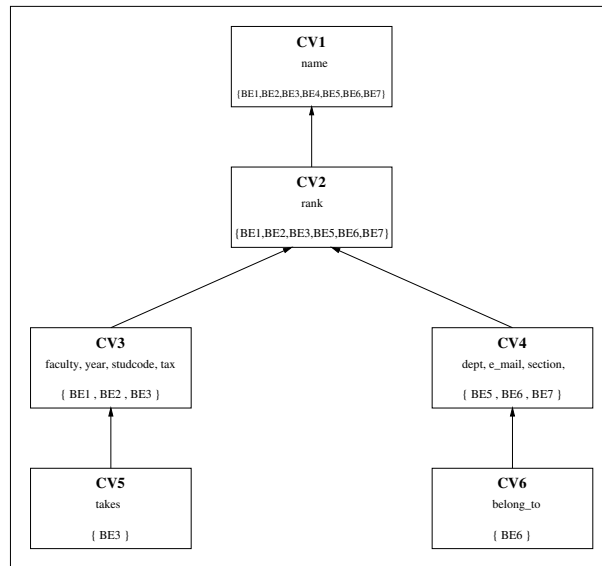 CV1
name
{BE1,BE2,BE3,BE4,BE5,BE6,BE7}
CV2
rank
{BE1,BE2,BE3,BE5,BE6,BE7}
CV3
faculty, year, studcode, tax
{ BE1 , BE2 , BE3 }
CV4
dept, e_mail, section,
{ BE5 , BE6 , BE7 }
CV5
takes
{ BE3 }
CV6
belong_to
{ BE6 }